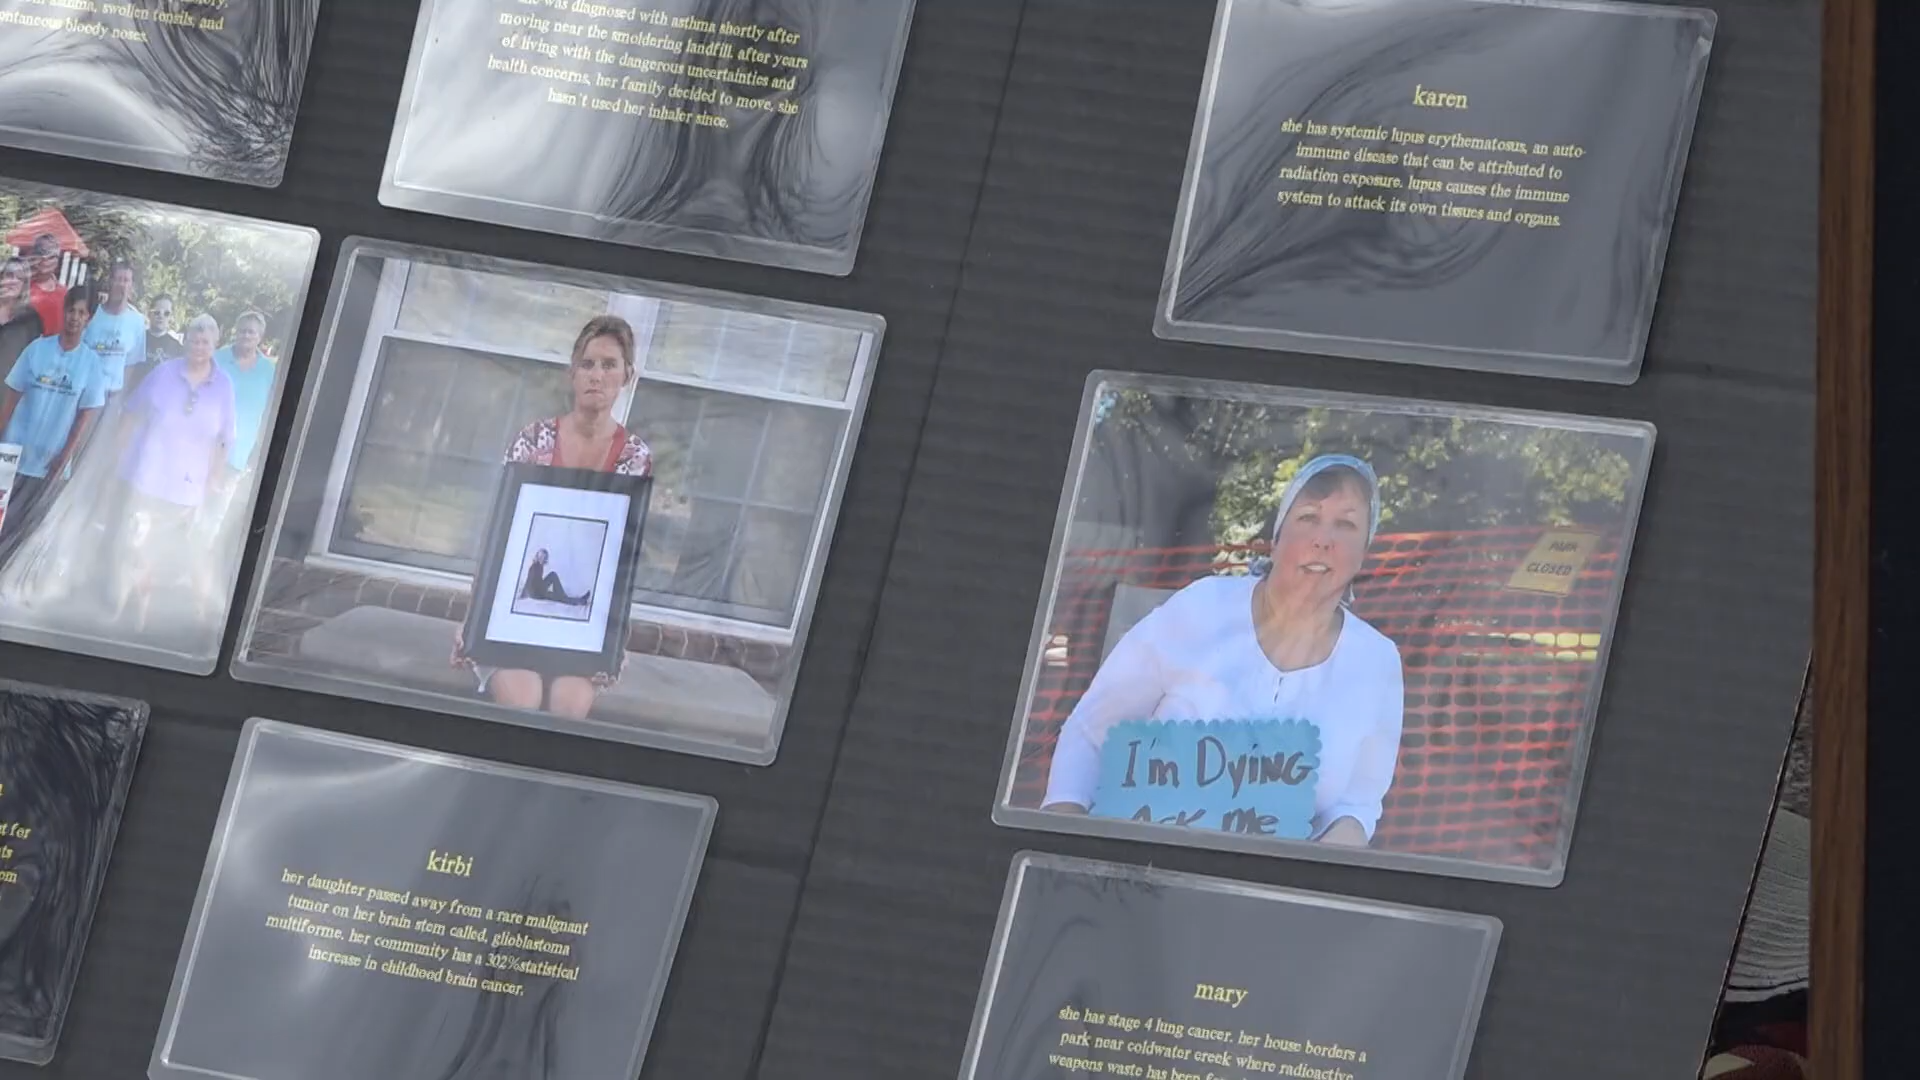 swollen tonsils, and
bloody noses.
was diagnosed with asthma shortly after
moving near the smoldering landfill. after years
of living with the dangerous uncertainties and
health concerns, her family decided to move, she
hasn't used her inhaler since.
karen
she has systemic lupus erythematosus, an auto-
immune disease that can be attributed to
radiation exposure. lupus causes the immune
system to attack its own tissues and organs.
PARK
CLOSED
I'm Dying
Ask me
kirbi
her daughter passed away from a rare malignant
tumor on her brain stem called, glioblastoma
multiforme. her community has a 302% statistical
increase in childhood brain cancer.
mary
she has stage 4 lung cancer. her house borders a
park near coldwater creek where radioactive
weapons waste has been